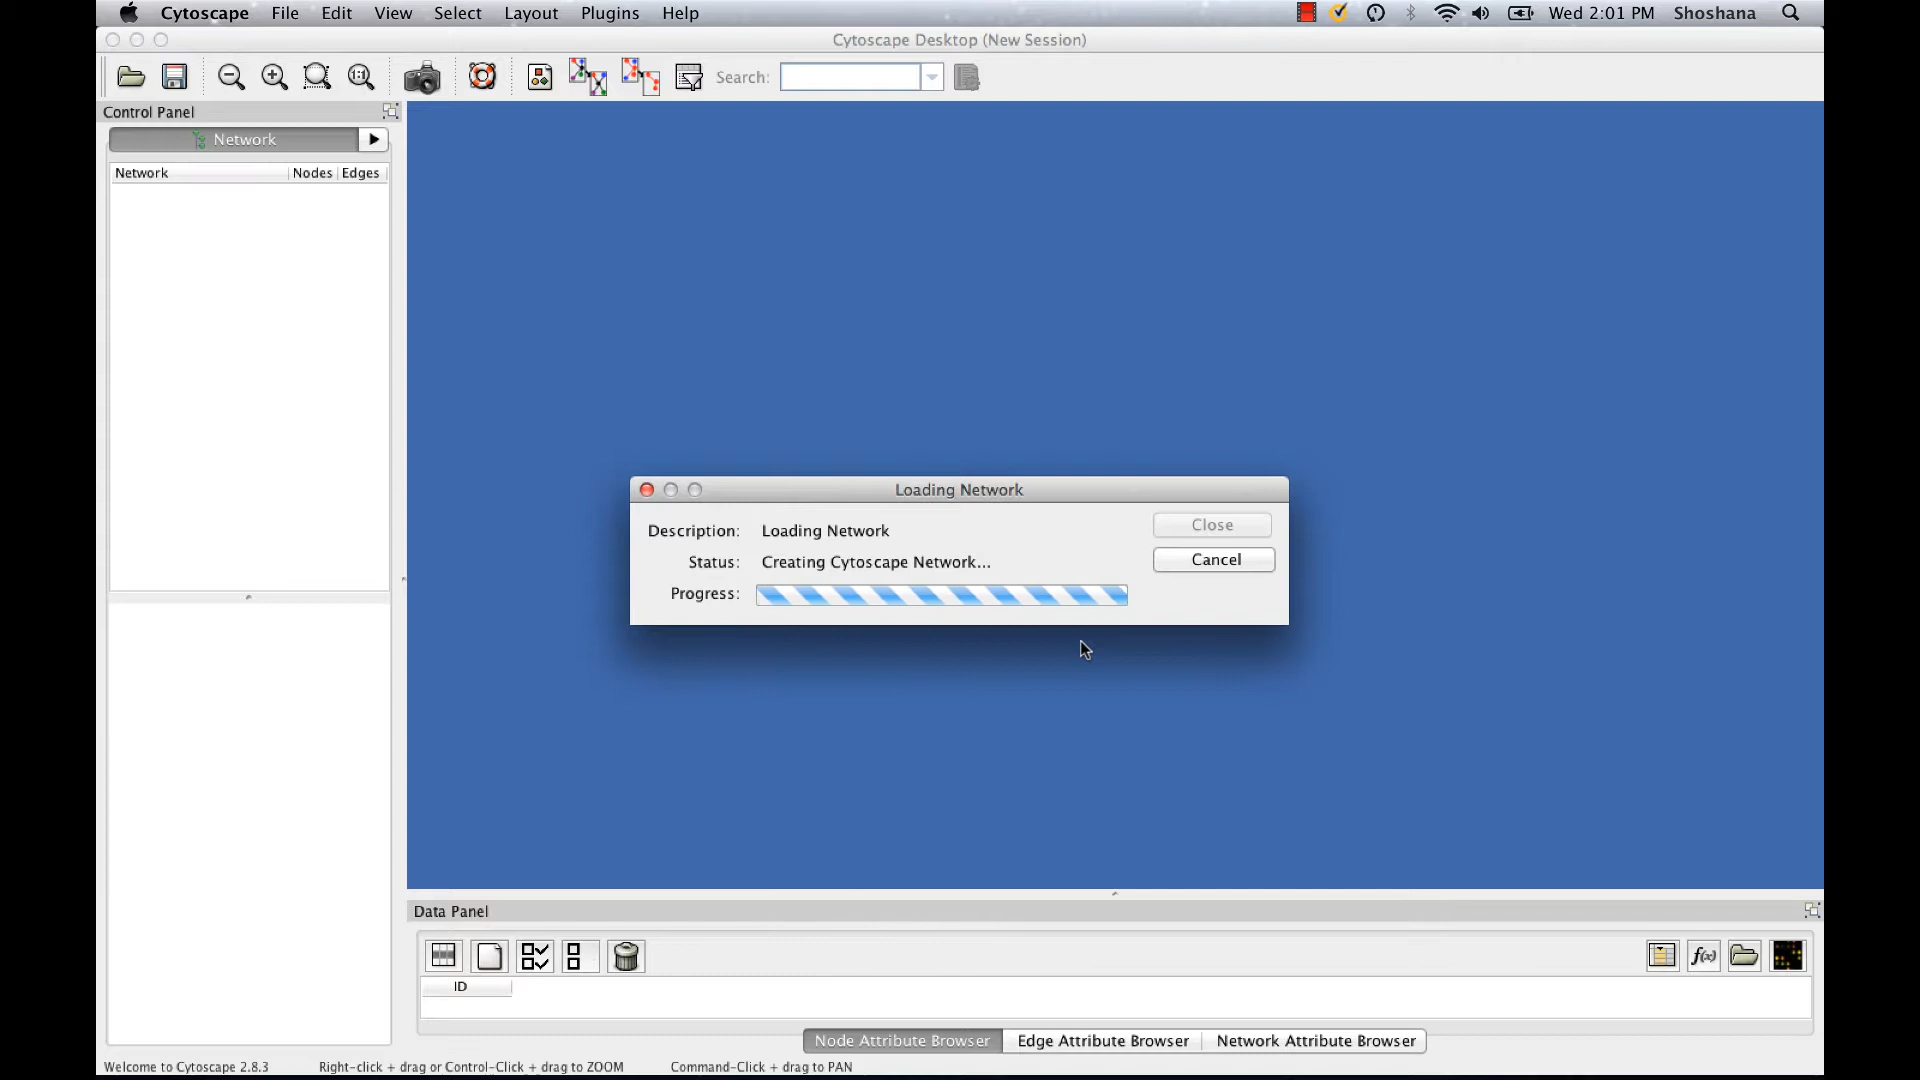 Cytoscape File Edit View Select Layout Plugins Help Wed 2:01 PM Shoshana
Cytoscape Desktop (New Session)
1:1 Search:
Control Panel
Network
Network Nodes Edges
Loading Network
Description: Loading Network Close
Status: Creating Cytoscape Network... Cancel
Progress:
Data Panel
f(x)
ID
Node Attribute Browser Edge Attribute Browser Network Attribute Browser
Welcome to Cytoscape 2.8.3 Right-click + drag or Control-Click + drag to ZOOM Command-Click + drag to PAN